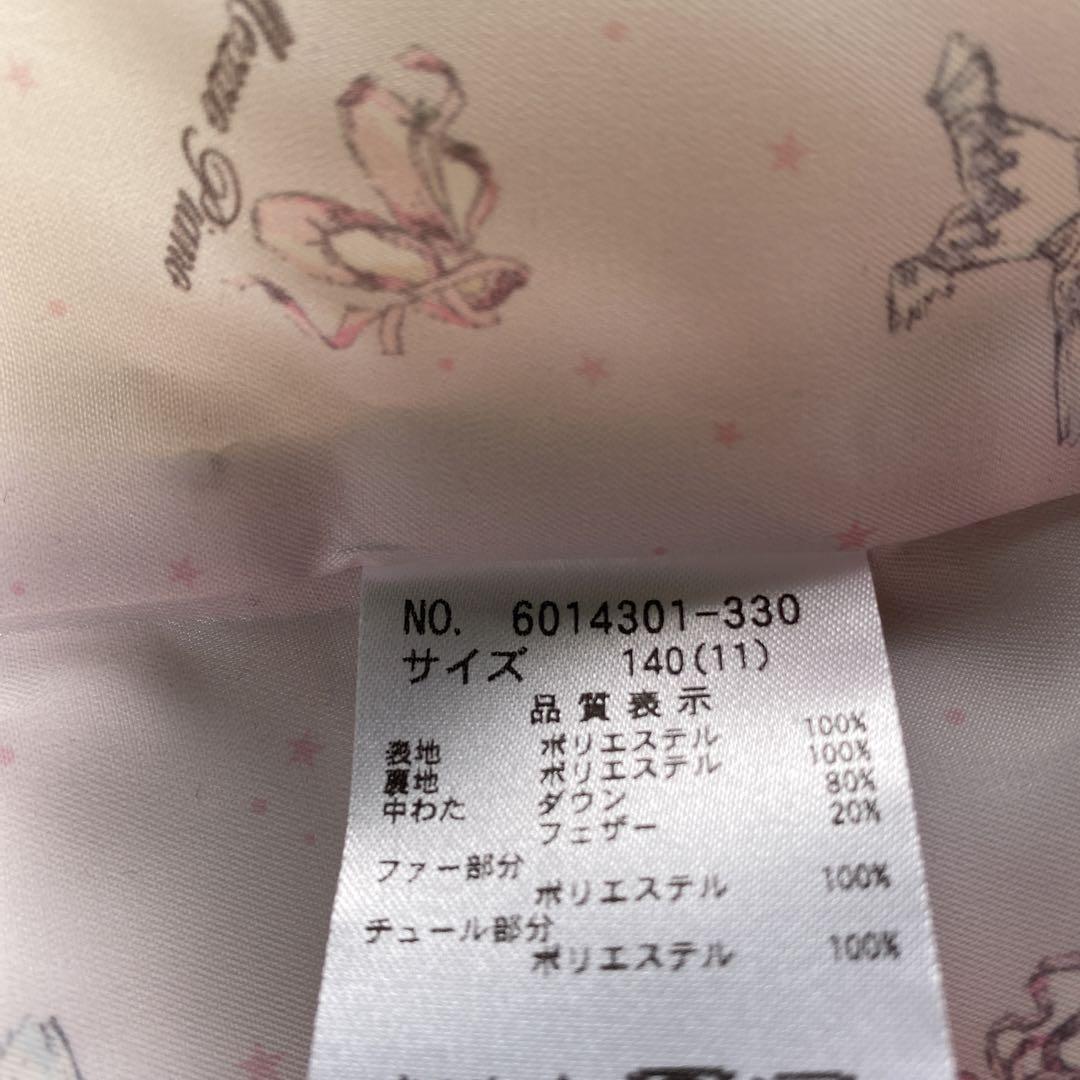 Mezzo Piano
NO. 6014301-330
サイズ 140(11)
品質表示
表地 ポリエステル 100%
裏地 ポリエステル 100%
中わた ダウン 80%
フェザー 20%
ファー部分
ポリエステル 100%
チュール部分
ポリエステル 100%